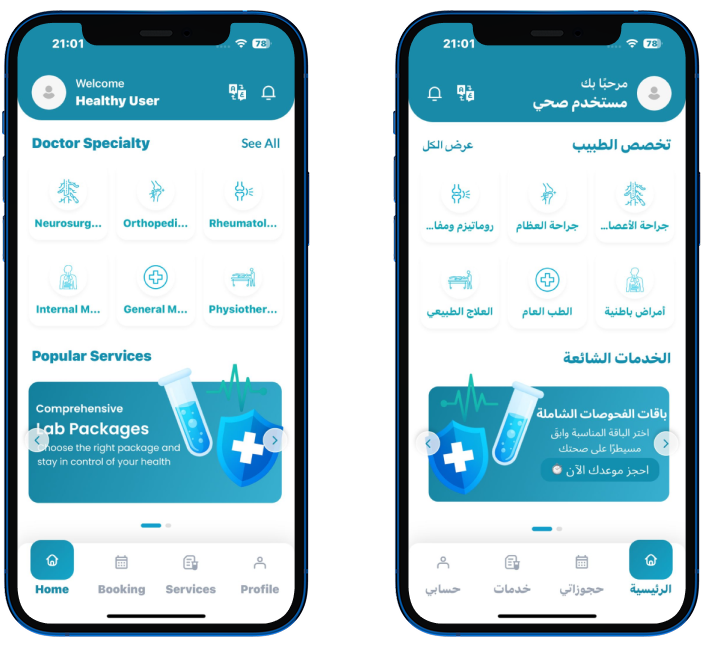 21:01
78
Welcome
Healthy User
Doctor Specialty
See All
Neurosurg...
Orthopedi...
Rheumatol...
Internal M...
General M...
Physiother...
Popular Services
Comprehensive
Lab Packages
Choose the right package and
stay in control of your health
Home
Booking
Services
Profile
21:01
78
مرحبًا بك
مستخدم صحي
تخصص الطبيب
عرض الكل
جراحة الأعصا...
جراحة العظام
روماتيزم ومفا...
أمراض باطنية
الطب العام
العلاج الطبيعي
الخدمات الشائعة
باقات الفحوصات الشاملة
اختر الباقة المناسبة وابق
مسيطرًا على صحتك
احجز موعدك الآن
الرئيسية
حجوزاتي
خدمات
حسابي